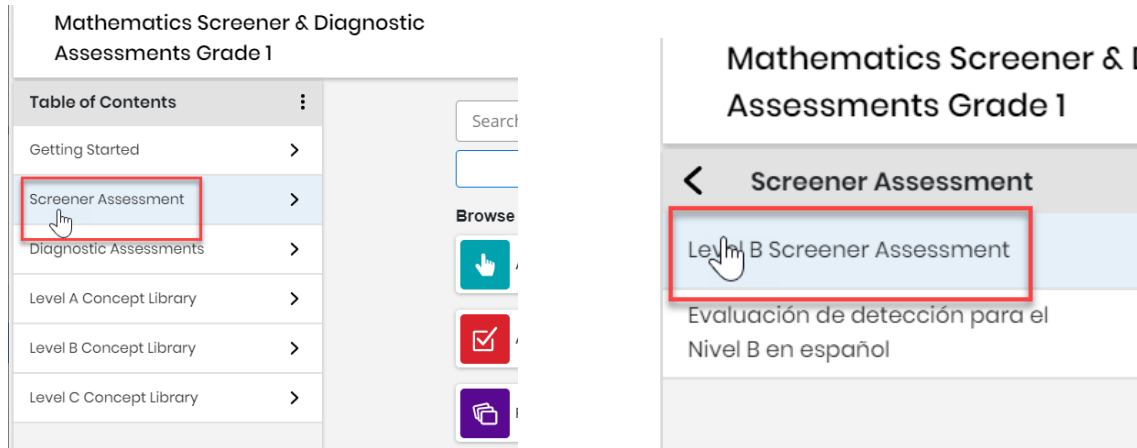 Mathematics Screener & Diagnostic
Assessments Grade 1
Table of Contents
Getting Started
Screener Assessment
Diagnostic Assessments
Level A Concept Library
Level B Concept Library
Level C Concept Library
Browse
Mathematics Screener &
Assessments Grade 1
Screener Assessment
Level B Screener Assessment
Evaluación de detección para el
Nivel B en español